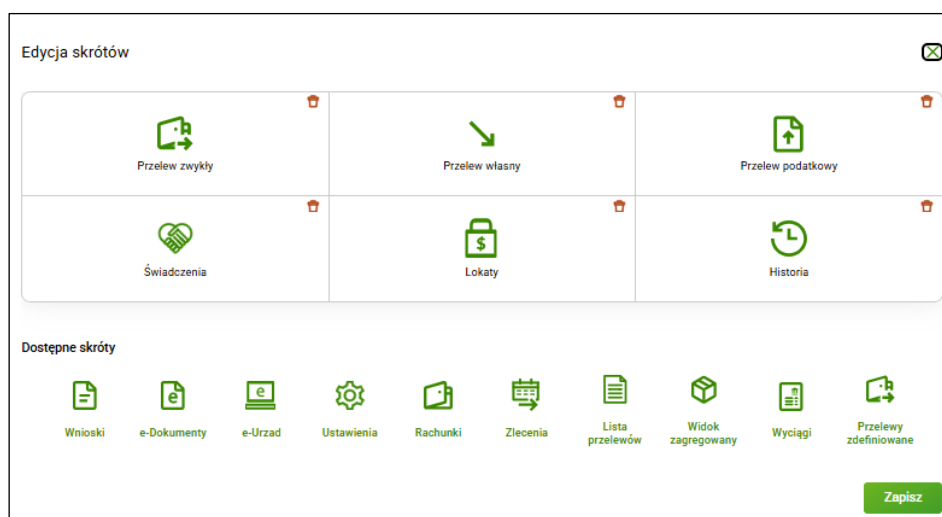 Edycja skrótów
Przelew zwykły
Przelew własny
Przelew podatkowy
$
Świadczenia
Lokaty
Historia
Dostępne skróty
e
e
Wnioski
e-Dokumenty
e-Urzad
Ustawienia
Rachunki
Zlecenia
Lista
przelewów
Widok
zagregowany
Wyciągi
Przelewy
zdefiniowane
Zapisz